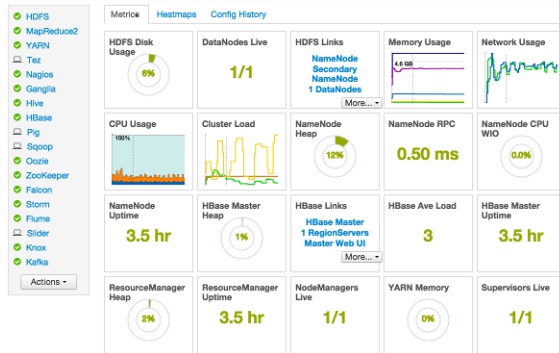 HDFS
MapReduce2
YARN
Tez
Nagios
Ganglia
Hive
HBase
Pig
Sqoop
Oozie
ZooKeeper
Falcon
Storm
Flume
Slider
Knox
Kafka
Actions
Metrics
Heatmaps
Config History
HDFS Disk
Usage
6%
DataNodes Live
1/1
HDFS Links
NameNode
Secondary
NameNode
1 DataNodes
More...
Memory Usage
4.6 GB
Network Usage
CPU Usage
100%
Cluster Load
NameNode
Heap
12%
NameNode RPC
0.50 ms
NameNode CPU
WIO
0.0%
NameNode
Uptime
3.5 hr
HBase Master
Heap
1%
HBase Links
HBase Master
1 RegionServers
Master Web UI
More...
HBase Ave Load
3
HBase Master
Uptime
3.5 hr
ResourceManager
Heap
2%
ResourceManager
Uptime
3.5 hr
NodeManagers
Live
1/1
YARN Memory
0%
Supervisors Live
1/1